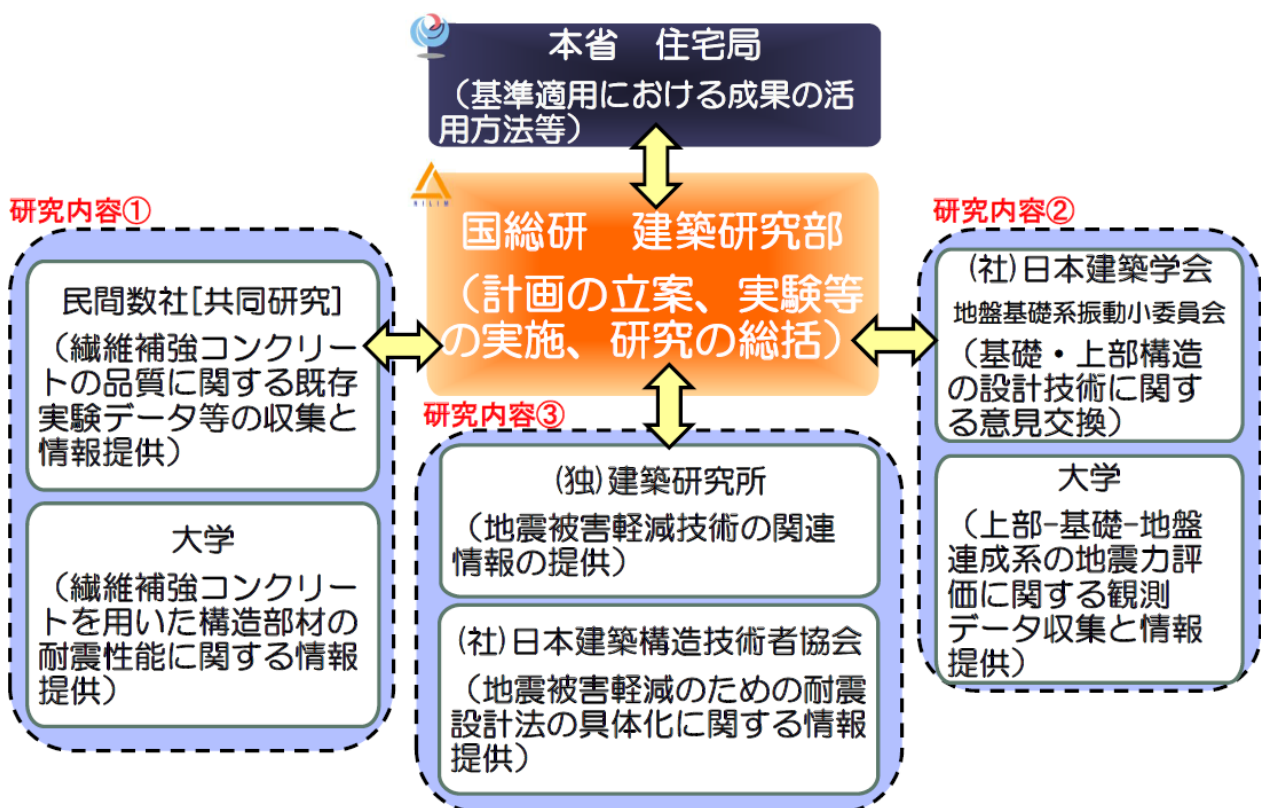 本省　住宅局
（基準適用における成果の活
用方法等）
NILIM
国総研　建築研究部
（計画の立案、実験等
の実施、研究の総括）
研究内容①
民間数社[共同研究]
（繊維補強コンクリー
トの品質に関する既存
実験データ等の収集と
情報提供）
大学
（繊維補強コンクリー
トを用いた構造部材の
耐震性能に関する情報
提供）
研究内容③
(独)建築研究所
（地震被害軽減技術の関連
情報の提供）
(社)日本建築構造技術者協会
（地震被害軽減のための耐震
設計法の具体化に関する情報
提供）
研究内容②
(社)日本建築学会
地盤基礎系振動小委員会
（基礎・上部構造
の設計技術に関す
る意見交換）
大学
（上部-基礎-地盤
連成系の地震力評
価に関する観測
データ収集と情報
提供）